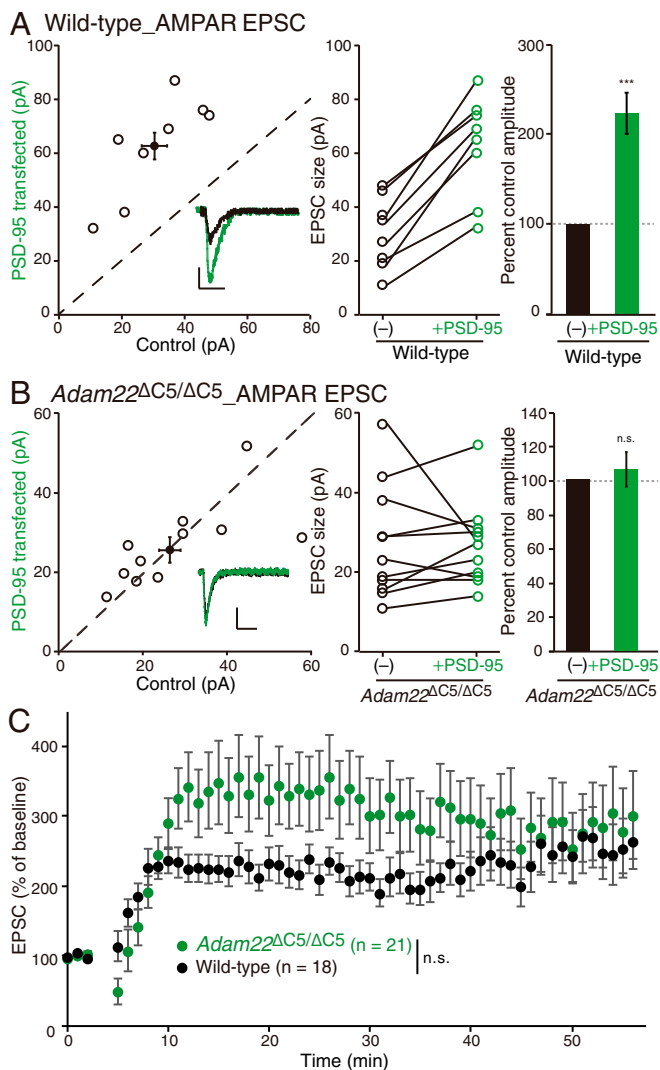 A Wild-type_AMPAR EPSC
PSD-95 transfected (pA)
100
80
60
40
20
0
0 20 40 60 80
Control (pA)
EPSC size (pA)
100
80
60
40
20
0
(–) +PSD-95
Wild-type
Percent control amplitude
300
200
100
0
***
(–) +PSD-95
Wild-type
B Adam22ΔC5/ΔC5_AMPAR EPSC
PSD-95 transfected (pA)
60
40
20
0
0 20 40 60
Control (pA)
EPSC size (pA)
60
50
40
30
20
10
0
(–) +PSD-95
Adam22ΔC5/ΔC5
Percent control amplitude
140
120
100
80
60
40
20
0
n.s.
(–) +PSD-95
Adam22ΔC5/ΔC5
C
EPSC (% of baseline)
400
300
200
100
0
Adam22ΔC5/ΔC5 (n = 21)
Wild-type (n = 18)
n.s.
0 10 20 30 40 50
Time (min)